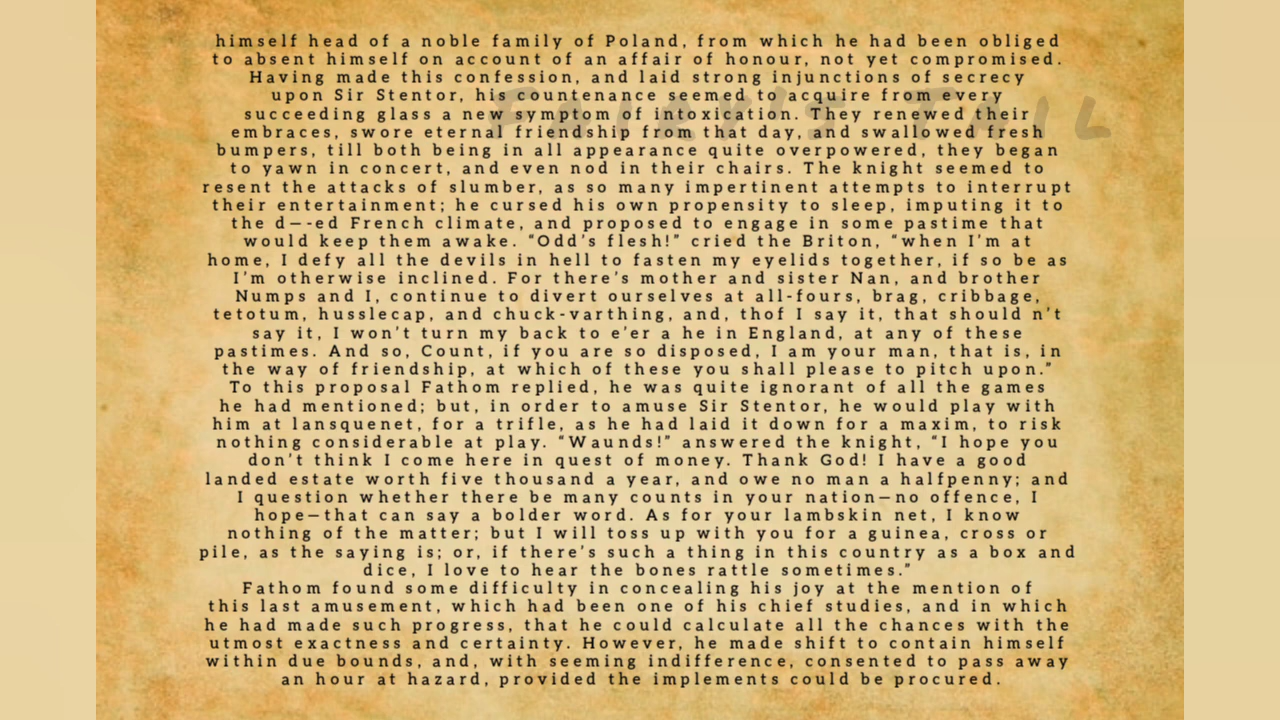 himself head of a noble family of Poland, from which he had been obliged
to absent himself on account of an affair of honour, not yet compromised.
Having made this confession, and laid strong injunctions of secrecy
upon Sir Stentor, his countenance seemed to acquire from every
succeeding glass a new symptom of intoxication. They renewed their
embraces, swore eternal friendship from that day, and swallowed fresh
bumpers, till both being in all appearance quite overpowered, they began
to yawn in concert, and even nod in their chairs. The knight seemed to
resent the attacks of slumber, as so many impertinent attempts to interrupt
their entertainment; he cursed his own propensity to sleep, imputing it to
the d—-ed French climate, and proposed to engage in some pastime that
would keep them awake. “Odd’s flesh!” cried the Briton, “when I’m at
home, I defy all the devils in hell to fasten my eyelids together, if so be as
I’m otherwise inclined. For there’s mother and sister Nan, and brother
Numps and I, continue to divert ourselves at all-fours, brag, cribbage,
tetotum, husslecap, and chuck-varthing, and, thof I say it, that should n’t
say it, I won’t turn my back to e’er a he in England, at any of these
pastimes. And so, Count, if you are so disposed, I am your man, that is, in
the way of friendship, at which of these you shall please to pitch upon.”
To this proposal Fathom replied, he was quite ignorant of all the games
he had mentioned; but, in order to amuse Sir Stentor, he would play with
him at lansquenet, for a trifle, as he had laid it down for a maxim, to risk
nothing considerable at play. “Waunds!” answered the knight, “I hope you
don’t think I come here in quest of money. Thank God! I have a good
landed estate worth five thousand a year, and owe no man a halfpenny; and
I question whether there be many counts in your nation—no offence, I
hope—that can say a bolder word. As for your lambskin net, I know
nothing of the matter; but I will toss up with you for a guinea, cross or
pile, as the saying is; or, if there’s such a thing in this country as a box and
dice, I love to hear the bones rattle sometimes.”
Fathom found some difficulty in concealing his joy at the mention of
this last amusement, which had been one of his chief studies, and in which
he had made such progress, that he could calculate all the chances with the
utmost exactness and certainty. However, he made shift to contain himself
within due bounds, and, with seeming indifference, consented to pass away
an hour at hazard, provided the implements could be procured.